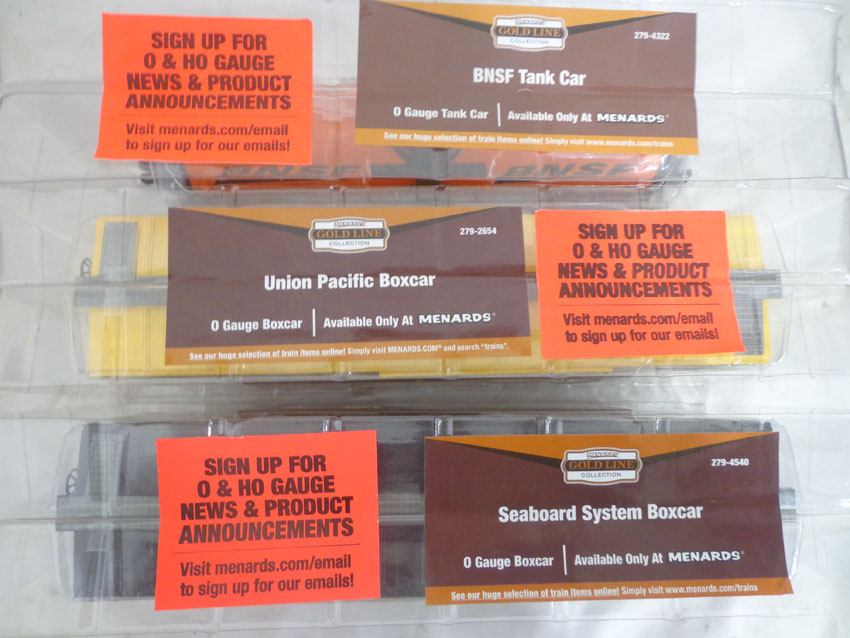 SIGN UP FOR
O & HO GAUGE
NEWS & PRODUCT
ANNOUNCEMENTS
Visit menards.com/email
to sign up for our emails!
MENARDS
GOLD LINE
COLLECTION
279-4322
BNSF Tank Car
O Gauge Tank Car | Available Only At MENARDS®
See our huge selection of train items online! Simply visit www.menards.com/trains
BNSF BNSF
MENARDS
GOLD LINE
COLLECTION
279-2654
Union Pacific Boxcar
O Gauge Boxcar | Available Only At MENARDS®
See our huge selection of train items online! Simply visit MENARDS.COM® and search "trains".
SIGN UP FOR
O & HO GAUGE
NEWS & PRODUCT
ANNOUNCEMENTS
Visit menards.com/email
to sign up for our emails!
SIGN UP FOR
O & HO GAUGE
NEWS & PRODUCT
ANNOUNCEMENTS
Visit menards.com/email
to sign up for our emails!
MENARDS
GOLD LINE
COLLECTION
279-4540
Seaboard System Boxcar
O Gauge Boxcar | Available Only At MENARDS®
See our huge selection of train items online! Simply visit www.menards.com/trains